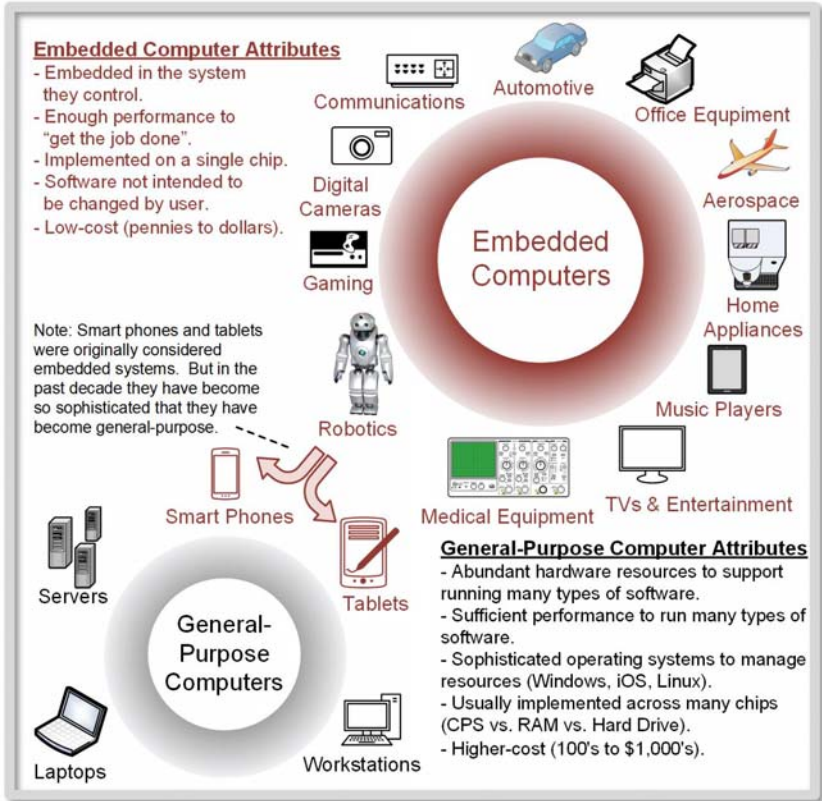 Embedded Computer Attributes
- Embedded in the system
they control.
- Enough performance to
"get the job done".
- Implemented on a single chip.
- Software not intended to
be changed by user.
- Low-cost (pennies to dollars).
Communications
Automotive
Office Equpiment
Digital
Cameras
Aerospace
Embedded
Computers
Gaming
Home
Appliances
Note: Smart phones and tablets
were originally considered
embedded systems. But in the
past decade they have become
so sophisticated that they have
become general-purpose.
Robotics
Music Players
Smart Phones
Medical Equipment
TVs & Entertainment
Tablets
Servers
General-
Purpose
Computers
Laptops
Workstations
General-Purpose Computer Attributes
- Abundant hardware resources to support
running many types of software.
- Sufficient performance to run many types of
software.
- Sophisticated operating systems to manage
resources (Windows, iOS, Linux).
- Usually implemented across many chips
(CPS vs. RAM vs. Hard Drive).
- Higher-cost (100's to $1,000's).